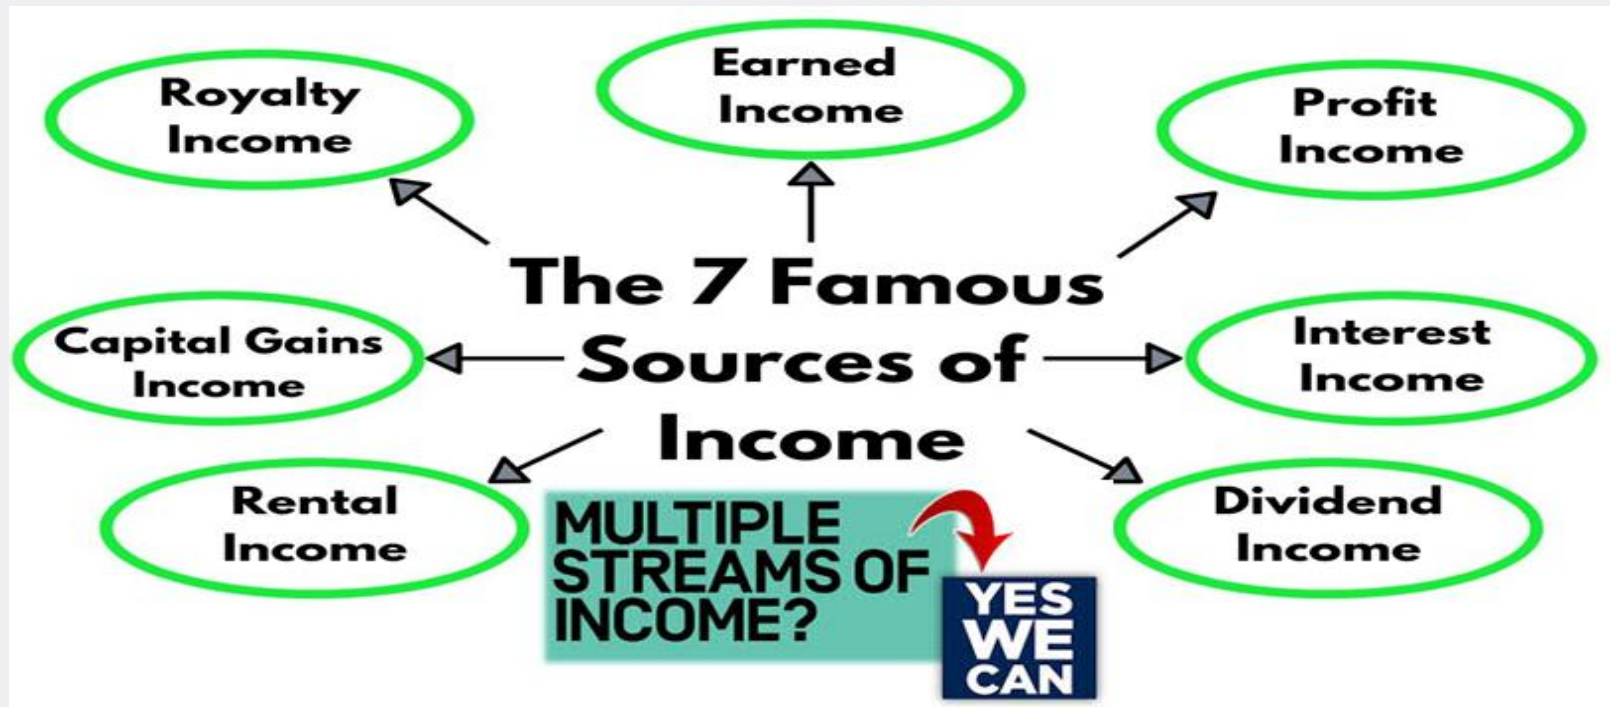 Royalty
Income
Earned
Income
Profit
Income
The 7 Famous
Sources of
Income
Capital Gains
Income
Interest
Income
Rental
Income
Dividend
Income
MULTIPLE
STREAMS OF
INCOME?
YES
WE
CAN